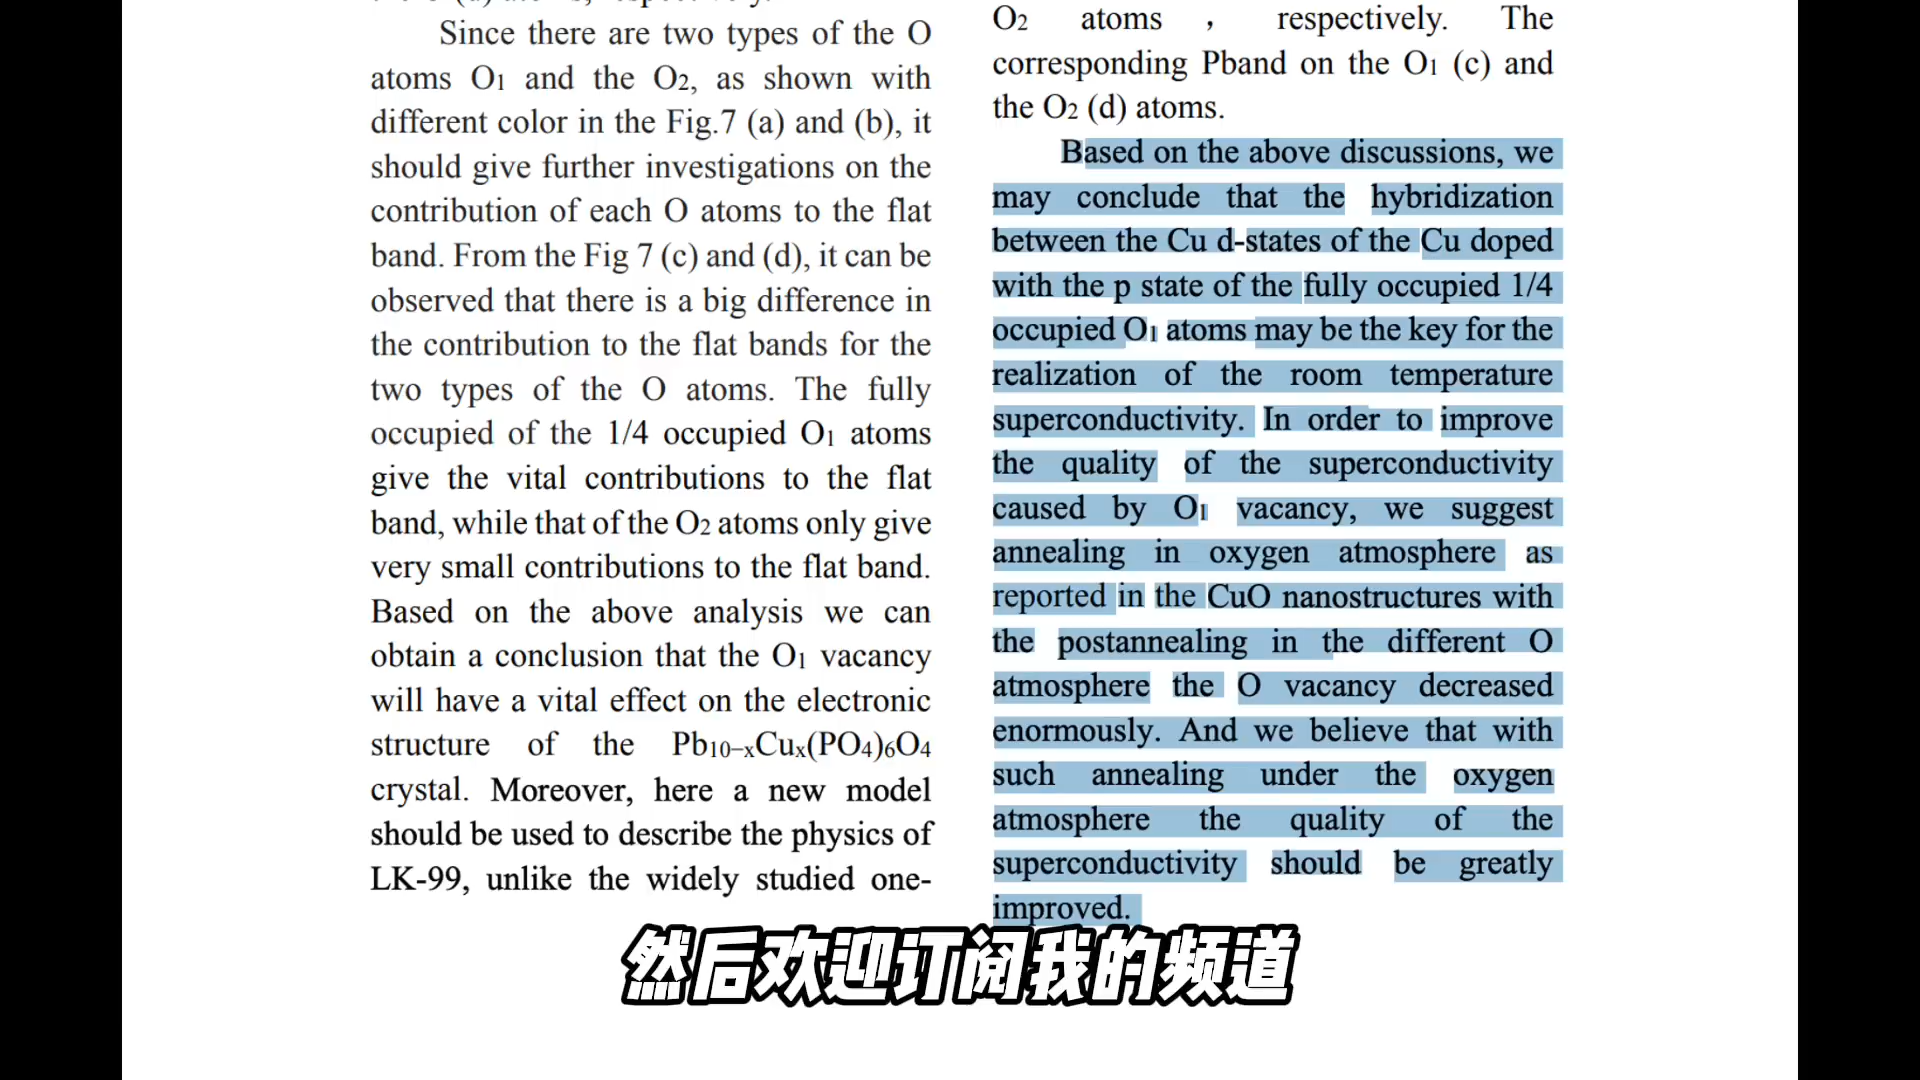 Since there are two types of the O
atoms O1 and the O2, as shown with
different color in the Fig.7 (a) and (b), it
should give further investigations on the
contribution of each O atoms to the flat
band. From the Fig 7 (c) and (d), it can be
observed that there is a big difference in
the contribution to the flat bands for the
two types of the O atoms. The fully
occupied of the 1/4 occupied O1 atoms
give the vital contributions to the flat
band, while that of the O2 atoms only give
very small contributions to the flat band.
Based on the above analysis we can
obtain a conclusion that the O1 vacancy
will have a vital effect on the electronic
structure of the Pb10−xCux(PO4)6O4
crystal. Moreover, here a new model
should be used to describe the physics of
LK-99, unlike the widely studied one-
O2 atoms , respectively. The
corresponding Pband on the O1 (c) and
the O2 (d) atoms.
Based on the above discussions, we
may conclude that the hybridization
between the Cu d-states of the Cu doped
with the p state of the fully occupied 1/4
occupied O1 atoms may be the key for the
realization of the room temperature
superconductivity. In order to improve
the quality of the superconductivity
caused by O1 vacancy, we suggest
annealing in oxygen atmosphere as
reported in the CuO nanostructures with
the postannealing in the different O
atmosphere the O vacancy decreased
enormously. And we believe that with
such annealing under the oxygen
atmosphere the quality of the
superconductivity should be greatly
improved.
然后欢迎订阅我的频道